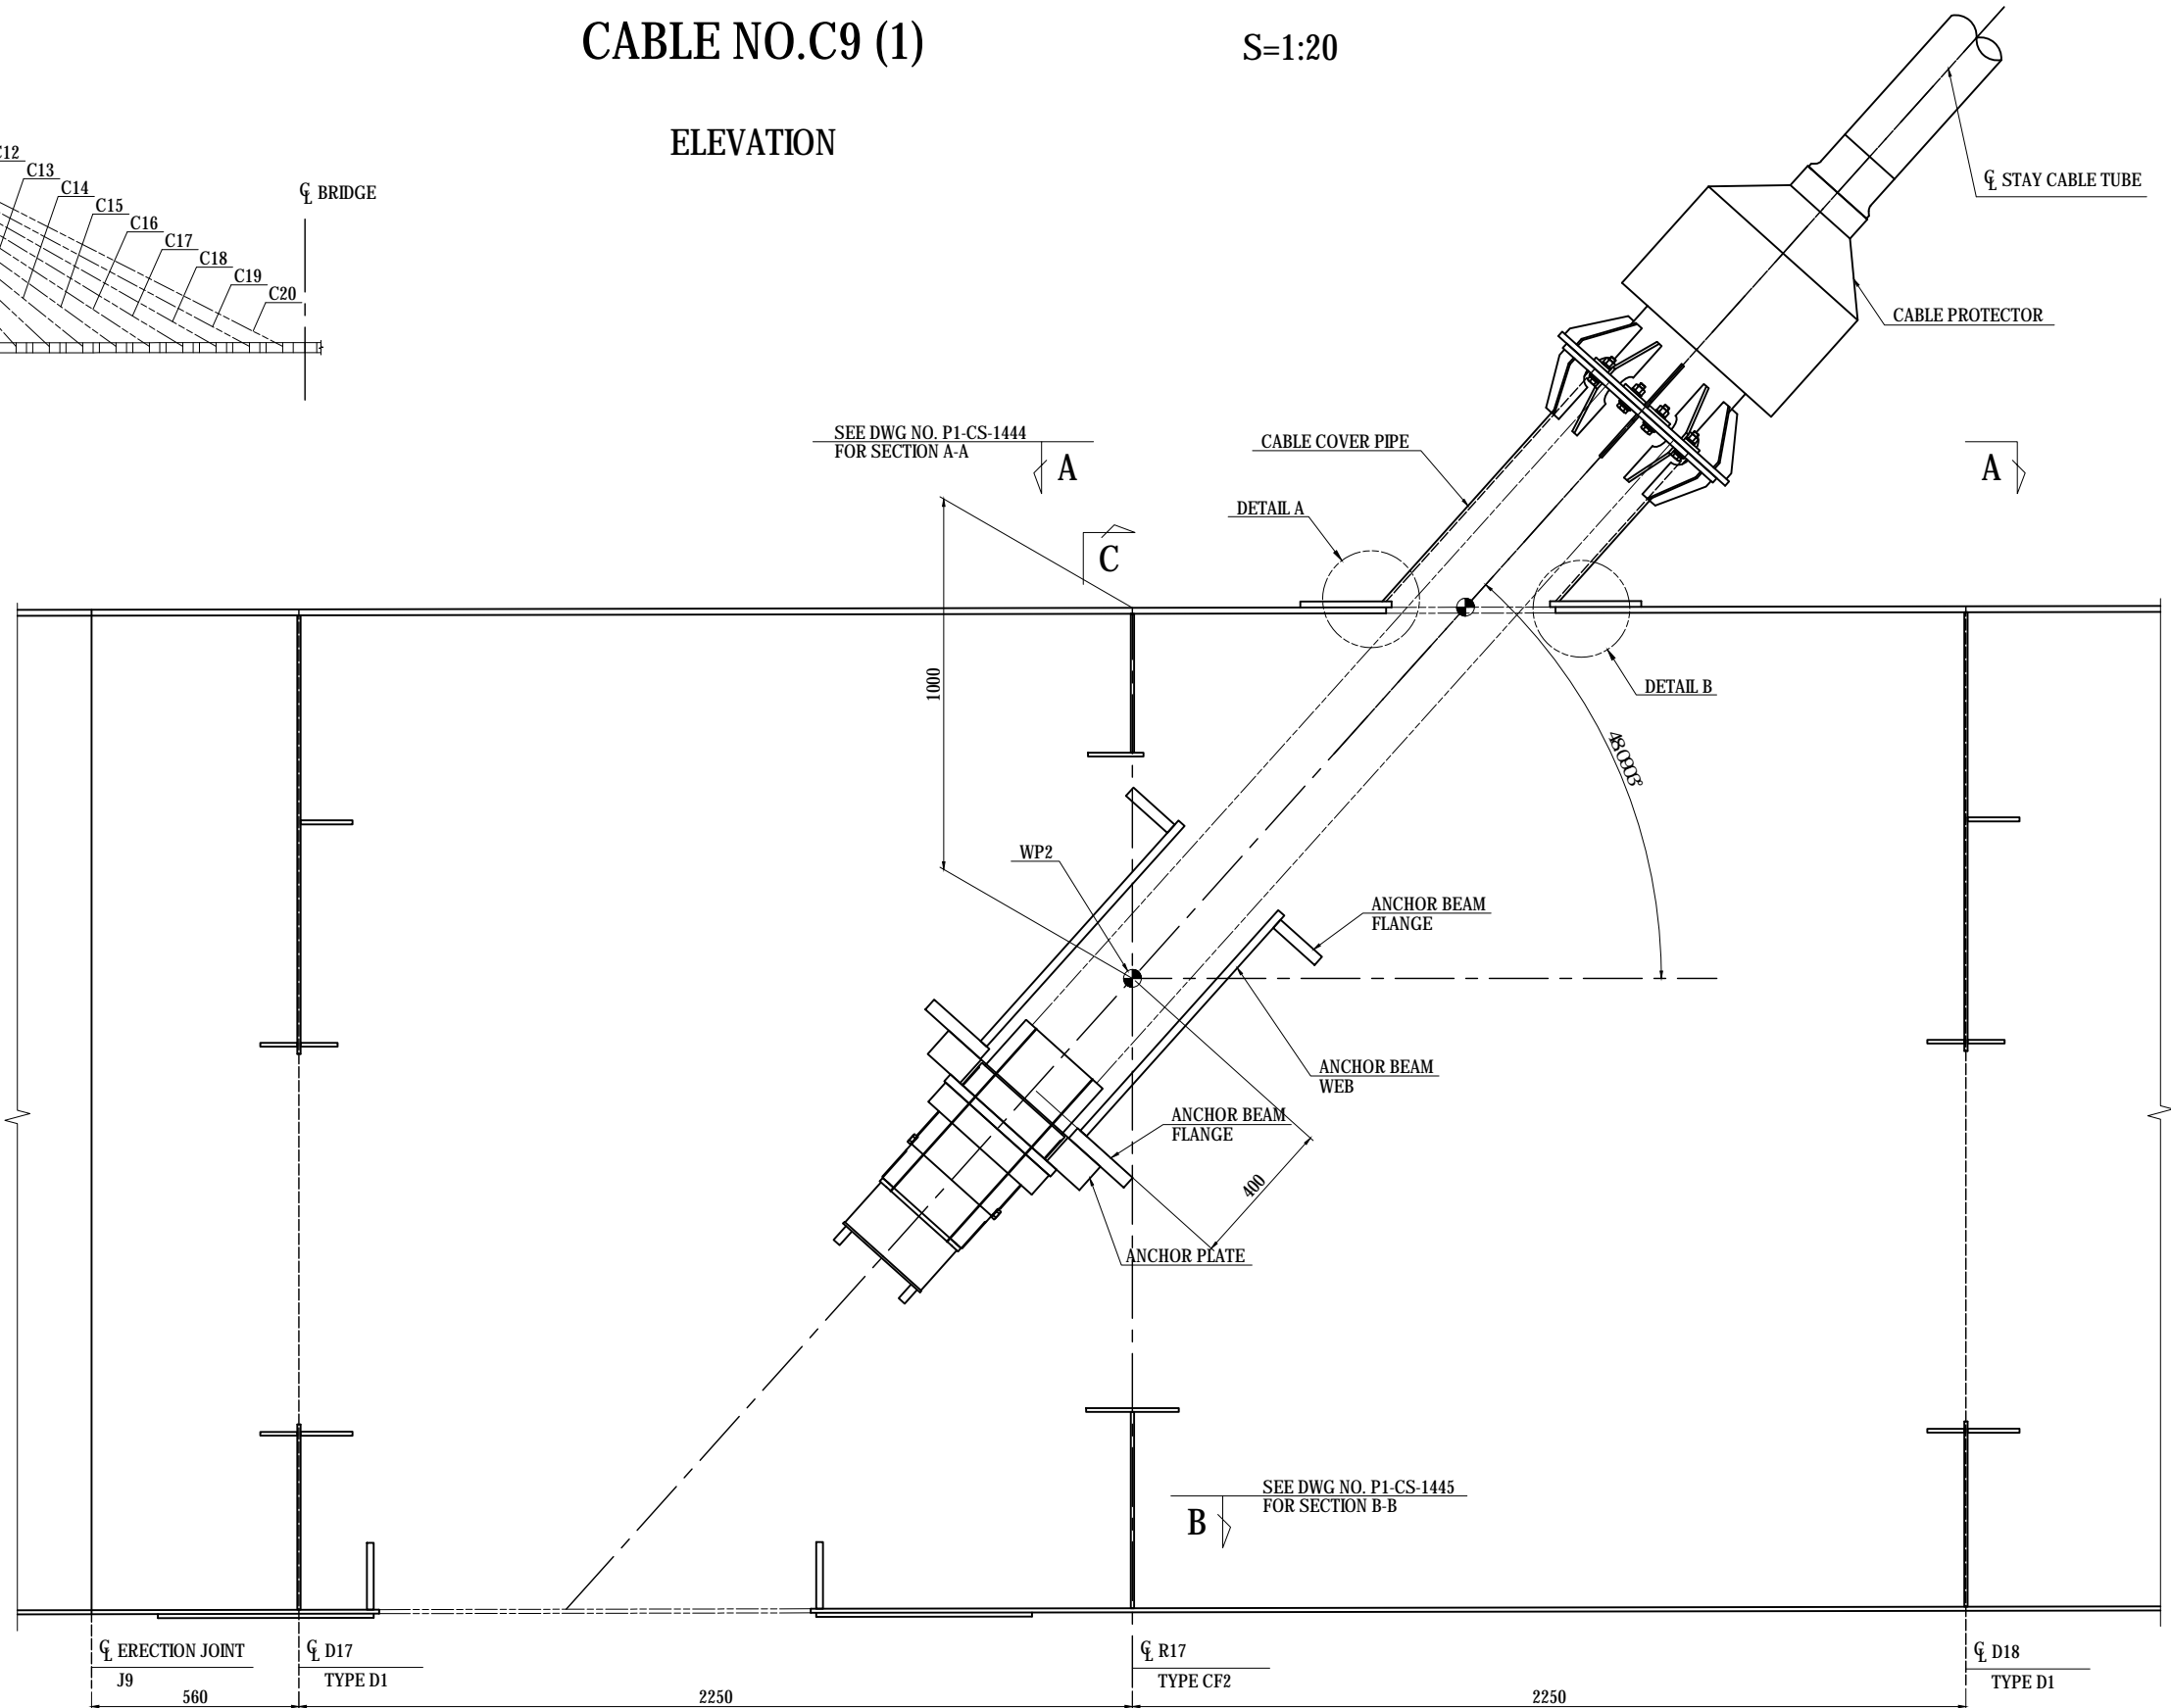 CABLE NO.C9 (1)
S=1:20
ELEVATION
C12
C13
C14
C15
C16
C17
C18
C19
C20
℄ BRIDGE
℄ STAY CABLE TUBE
CABLE PROTECTOR
SEE DWG NO. P1-CS-1444
FOR SECTION A-A
A
A
CABLE COVER PIPE
DETAIL A
C
DETAIL B
1000
WP2
ANCHOR BEAM
FLANGE
ANCHOR BEAM
WEB
ANCHOR BEAM
FLANGE
400
ANCHOR PLATE
SEE DWG NO. P1-CS-1445
FOR SECTION B-B
B
℄ ERECTION JOINT
J9
℄ D17
TYPE D1
℄ R17
TYPE CF2
℄ D18
TYPE D1
560
2250
2250